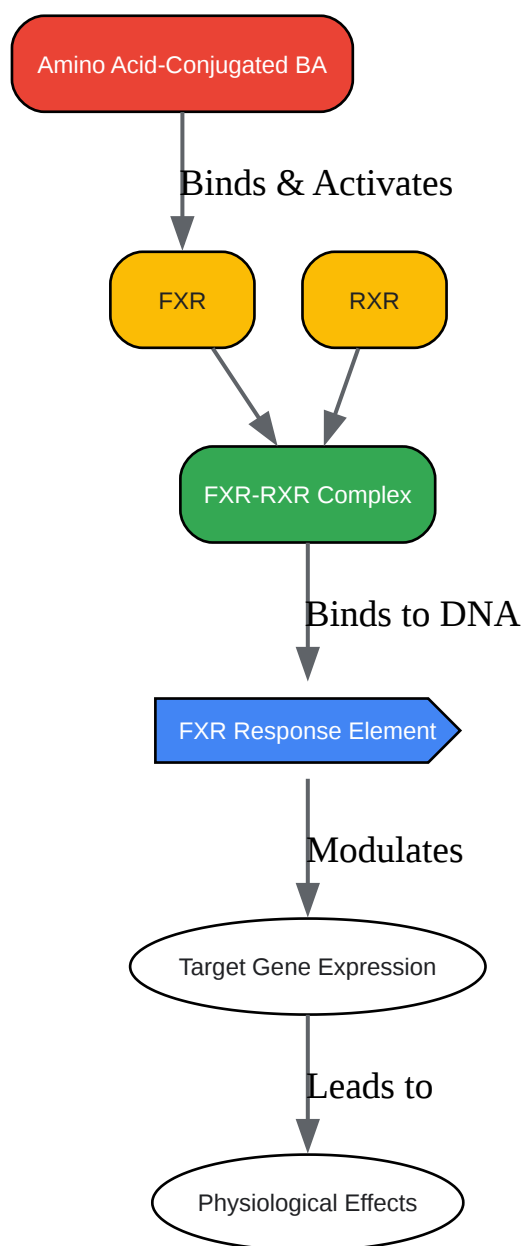 Amino Acid-Conjugated BA
Binds & Activates
FXR
RXR
FXR-RXR Complex
Binds to DNA
FXR Response Element
Modulates
Target Gene Expression
Leads to
Physiological Effects